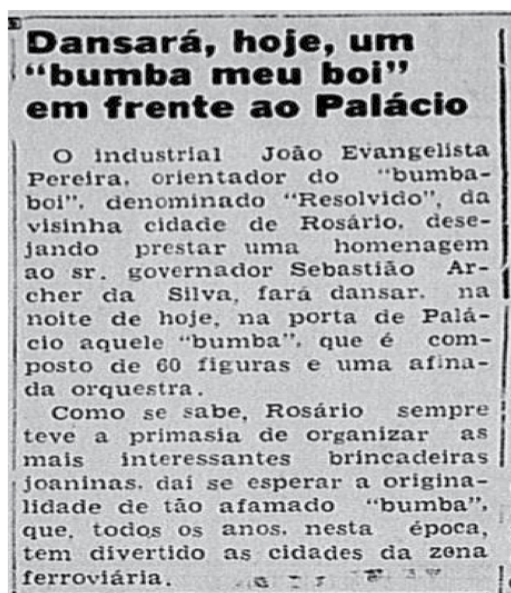 Dansará, hoje, um
“bumba meu boi”
em frente ao Palácio
O industrial João Evangelista
Pereira, orientador do “bumba-
boi”, denominado “Resolvido”, da
visinha cidade de Rosário, dese-
jando prestar uma homenagem
ao sr. governador Sebastião Ar-
cher da Silva, fará dansar, na
noite de hoje, na porta de Palá-
cio aquele “bumba”, que é com-
posto de 60 figuras e uma afina-
da orquestra.
Como se sabe, Rosário sempre
teve a primasia de organizar as
mais interessantes brincadeiras
joaninas, daí se esperar a origina-
lidade de tão afamado “bumba”,
que, todos os anos, nesta época,
tem divertido as cidades da zona
ferroviária.